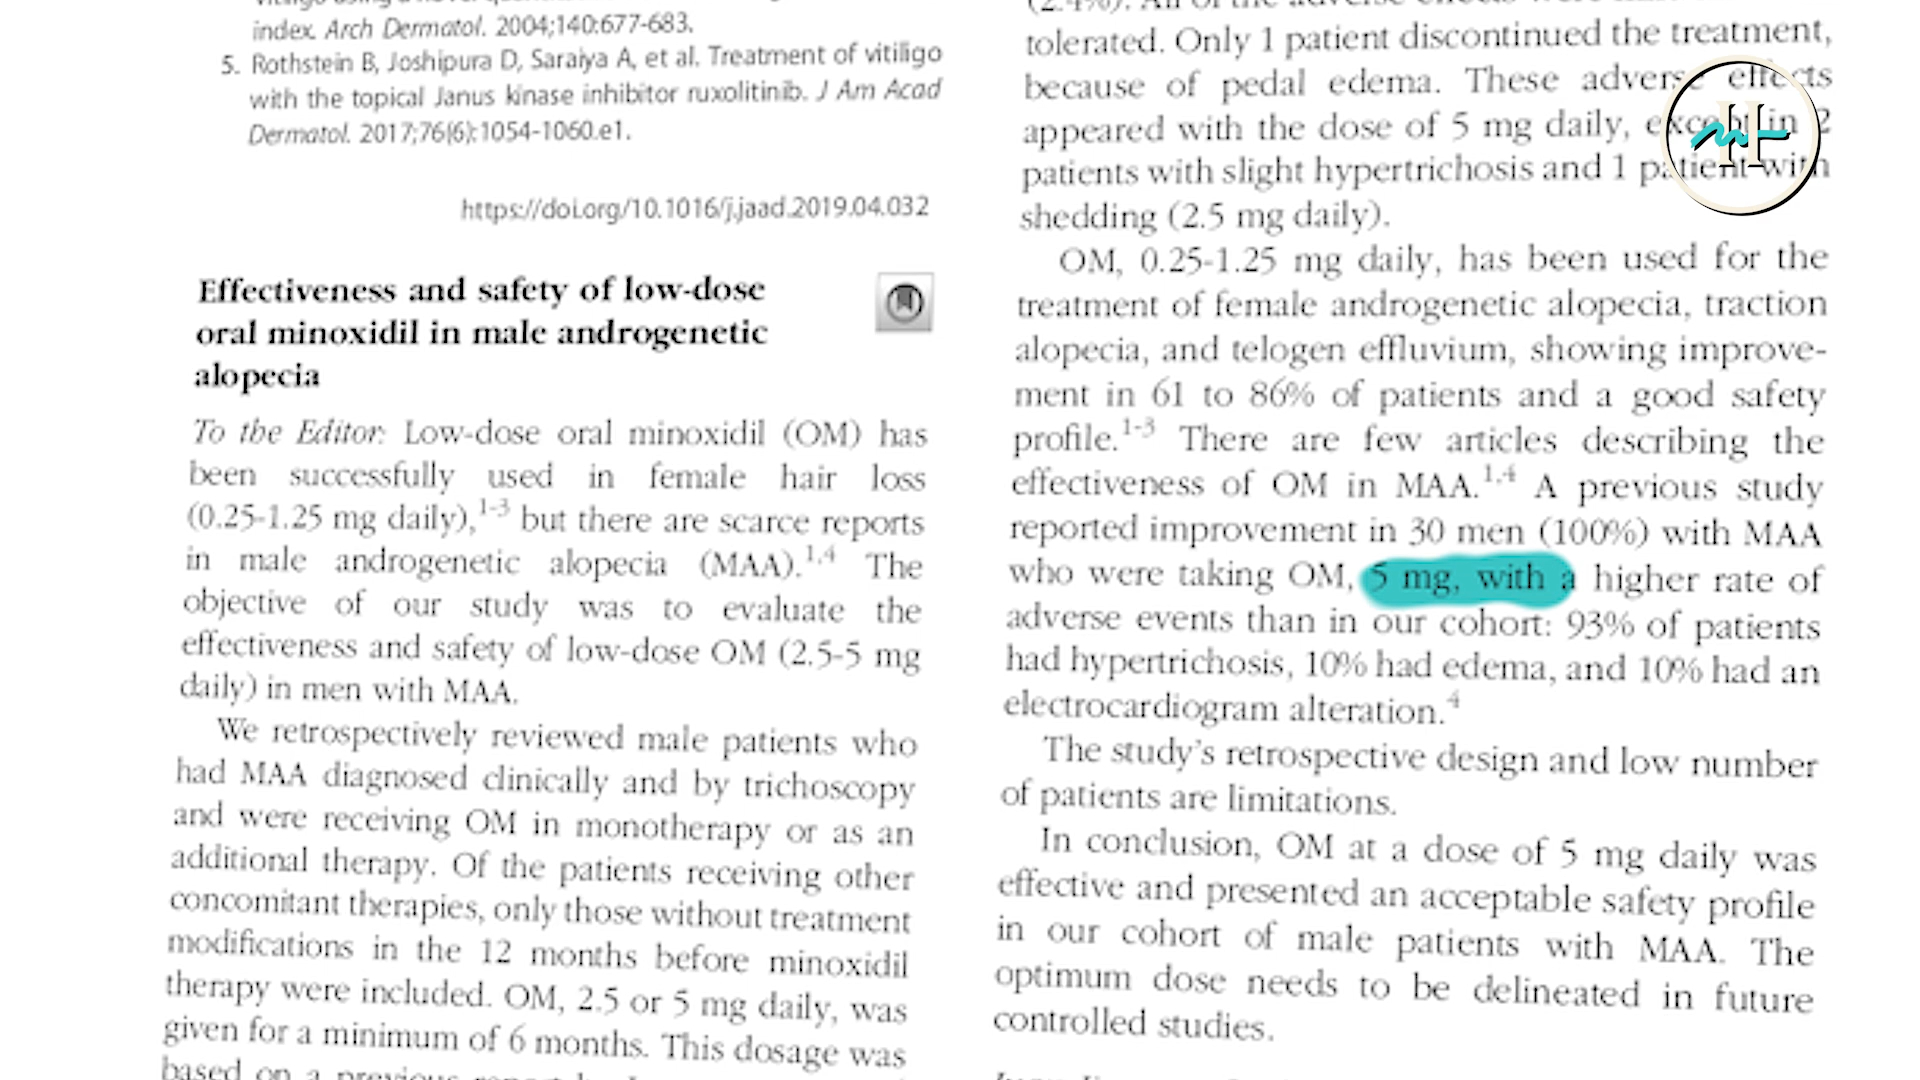 index. Arch Dermatol. 2004;140:677-683.
5. Rothstein B, Joshipura D, Saraiya A, et al. Treatment of vitiligo
with the topical Janus kinase inhibitor ruxolitinib. J Am Acad
Dermatol. 2017;76(6):1054-1060.e1.
https://doi.org/10.1016/j.jaad.2019.04.032
Effectiveness and safety of low-dose
oral minoxidil in male androgenetic
alopecia
To the Editor: Low-dose oral minoxidil (OM) has
been successfully used in female hair loss
(0.25-1.25 mg daily),1-3 but there are scarce reports
in male androgenetic alopecia (MAA).1,4 The
objective of our study was to evaluate the
effectiveness and safety of low-dose OM (2.5-5 mg
daily) in men with MAA.
We retrospectively reviewed male patients who
had MAA diagnosed clinically and by trichoscopy
and were receiving OM in monotherapy or as an
additional therapy. Of the patients receiving other
concomitant therapies, only those without treatment
modifications in the 12 months before minoxidil
therapy were included. OM, 2.5 or 5 mg daily, was
given for a minimum of 6 months. This dosage was
based on a previous report by
(2.4%). All of the adverse effects were
tolerated. Only 1 patient discontinued the treatment,
because of pedal edema. These adverse effects
appeared with the dose of 5 mg daily, except in 2
patients with slight hypertrichosis and 1 patient with
shedding (2.5 mg daily).
OM, 0.25-1.25 mg daily, has been used for the
treatment of female androgenetic alopecia, traction
alopecia, and telogen effluvium, showing improve-
ment in 61 to 86% of patients and a good safety
profile.1-3 There are few articles describing the
effectiveness of OM in MAA.1,4 A previous study
reported improvement in 30 men (100%) with MAA
who were taking OM, 5 mg, with a higher rate of
adverse events than in our cohort: 93% of patients
had hypertrichosis, 10% had edema, and 10% had an
electrocardiogram alteration.4
The study's retrospective design and low number
of patients are limitations.
In conclusion, OM at a dose of 5 mg daily was
effective and presented an acceptable safety profile
in our cohort of male patients with MAA. The
optimum dose needs to be delineated in future
controlled studies.